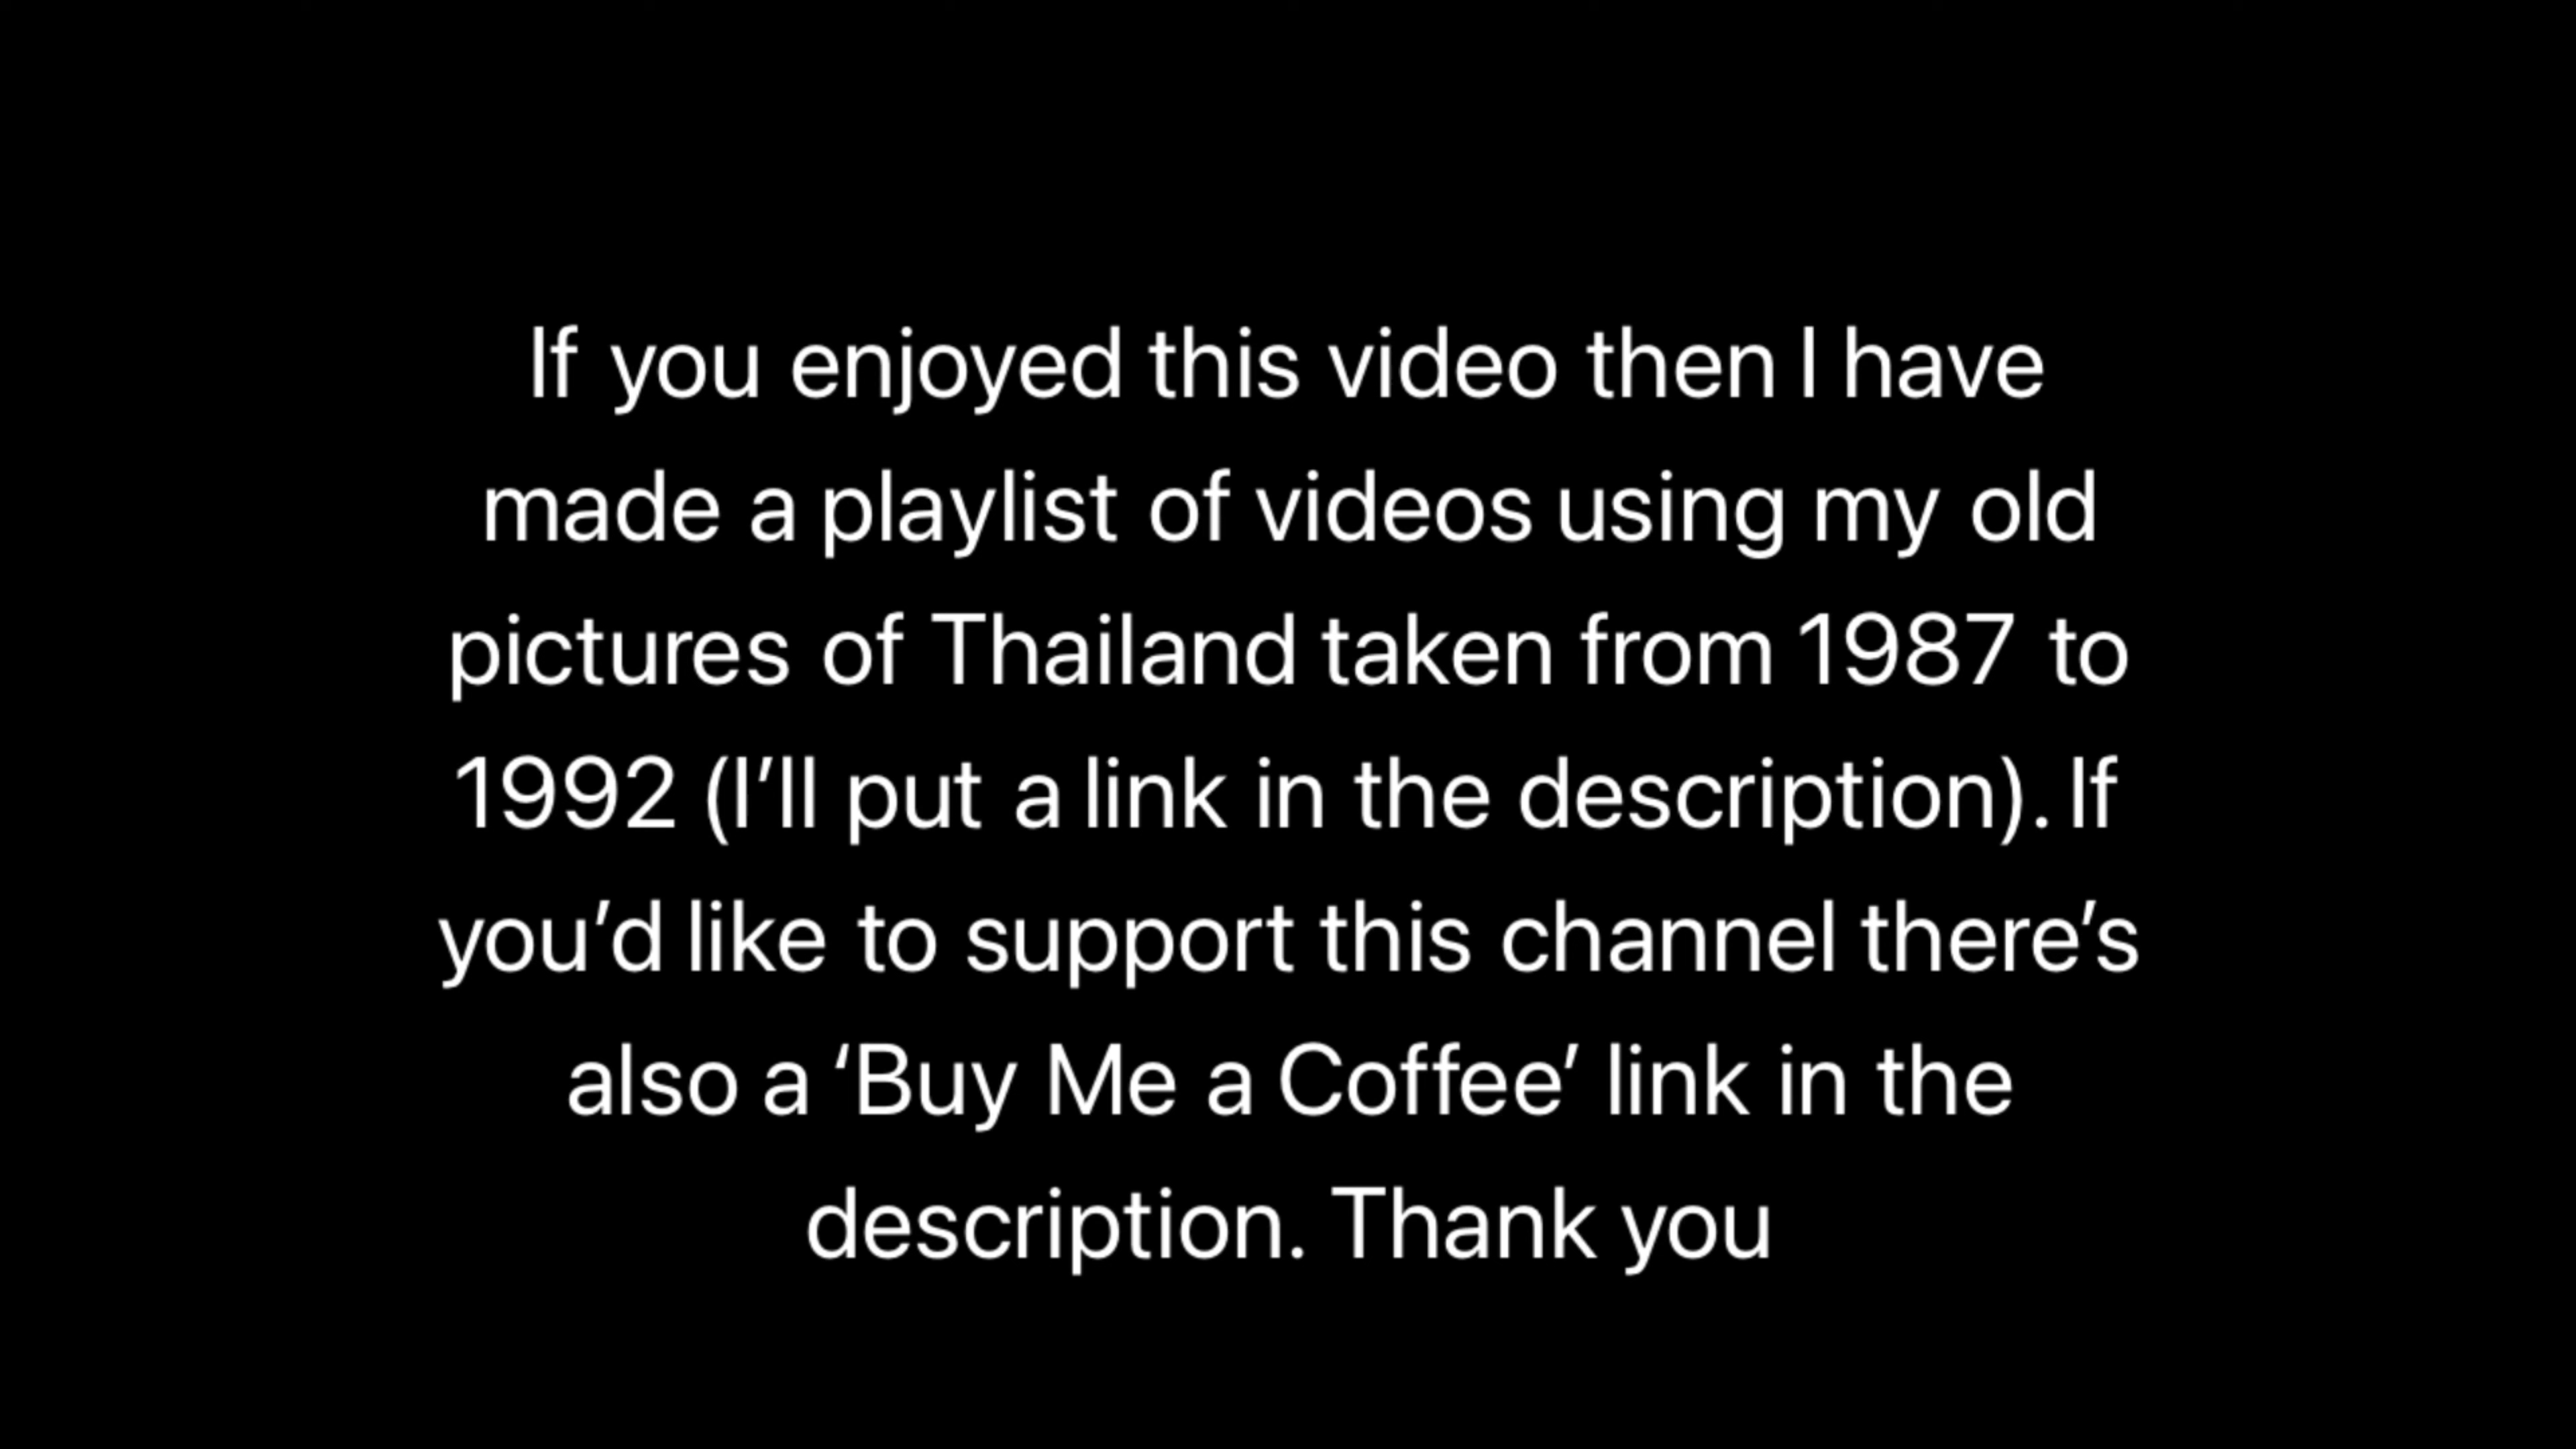 If you enjoyed this video then I have
made a playlist of videos using my old
pictures of Thailand taken from 1987 to
1992 (I’ll put a link in the description). If
you’d like to support this channel there’s
also a ‘Buy Me a Coffee’ link in the
description. Thank you